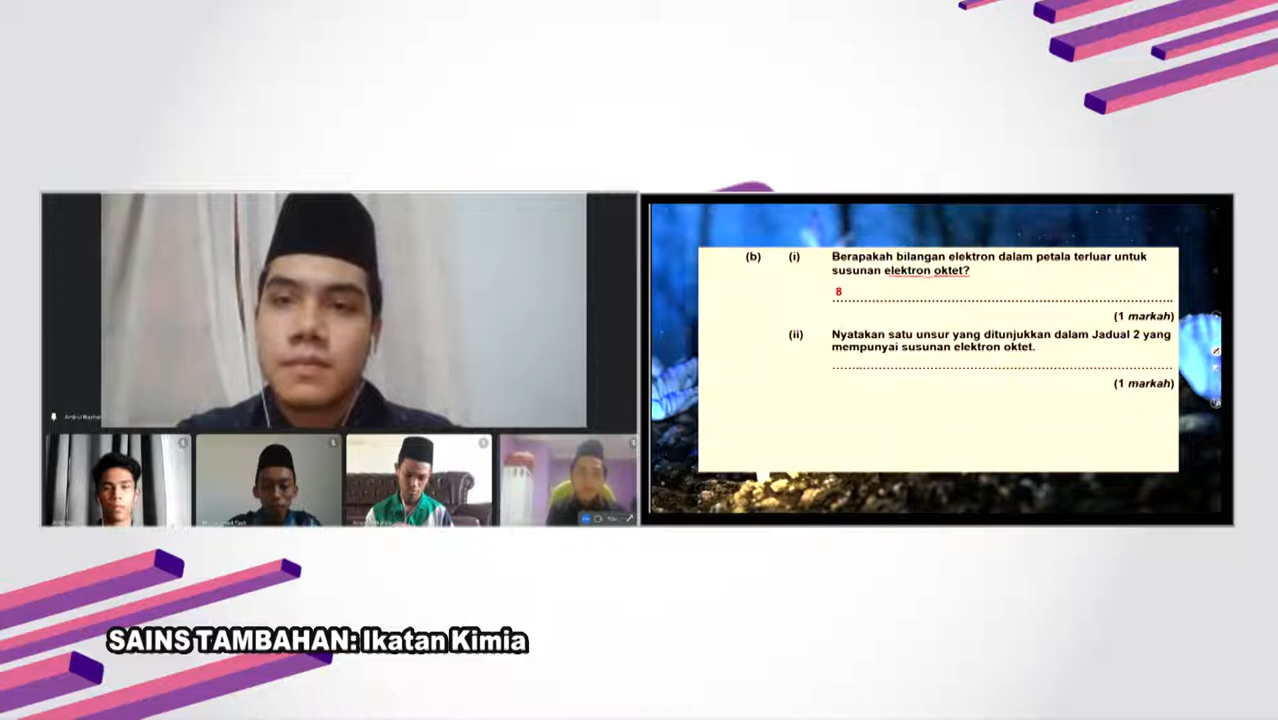 (b) (i) Berapakah bilangan elektron dalam petala terluar untuk
susunan elektron oktet?
8
(1 markah)
(ii) Nyatakan satu unsur yang ditunjukkan dalam Jadual 2 yang
mempunyai susunan elektron oktet.
(1 markah)
You
SAINS TAMBAHAN: Ikatan Kimia